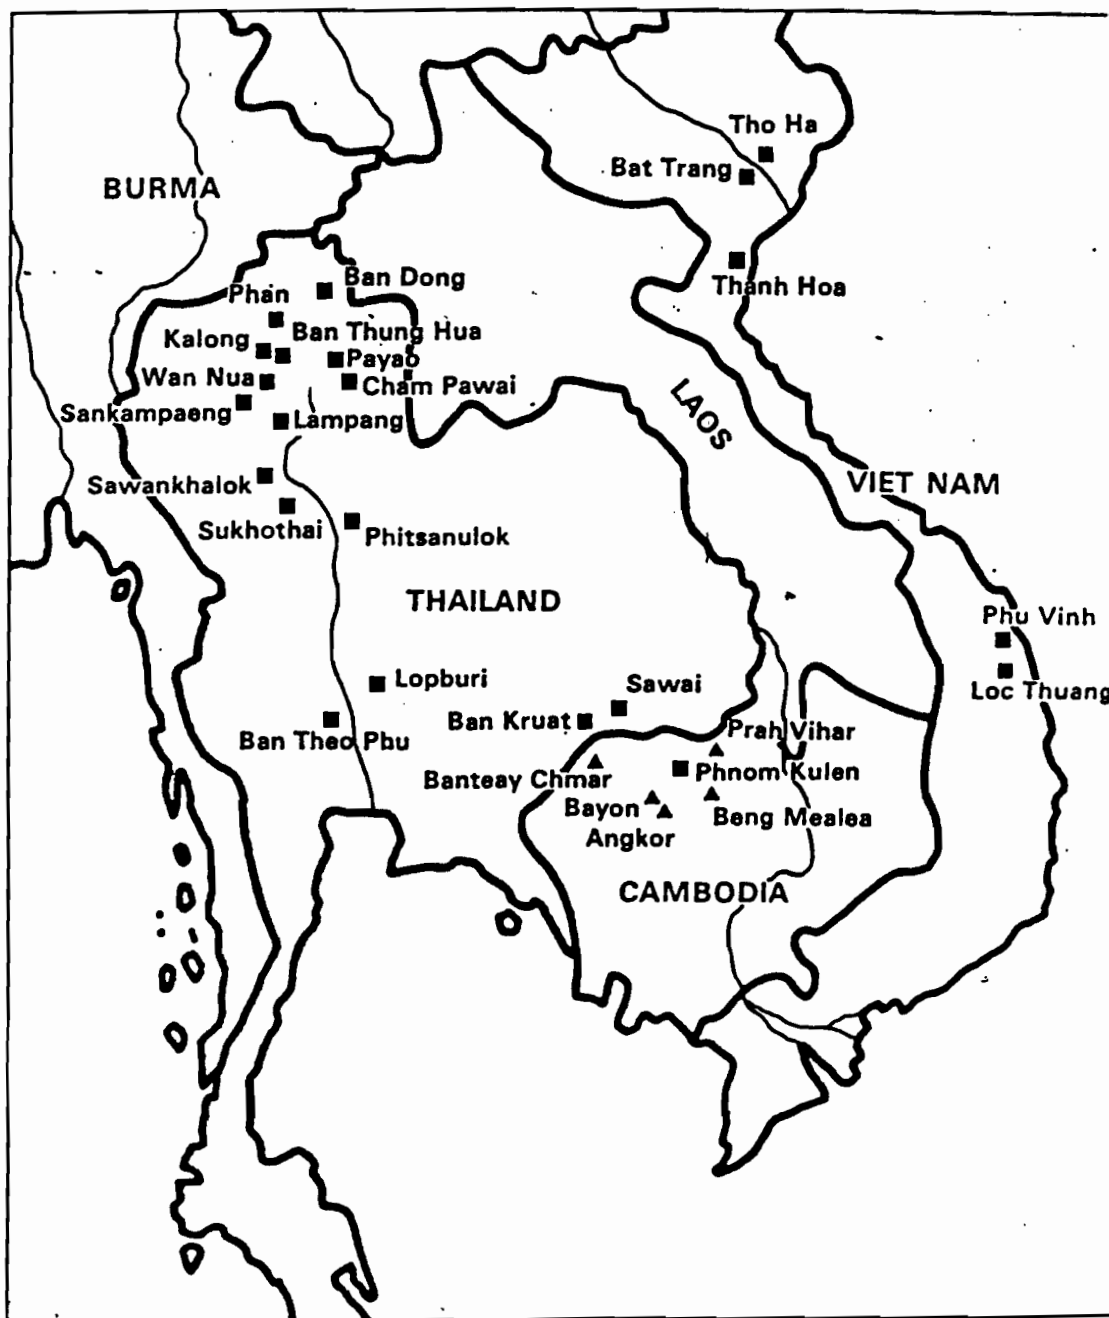 Tho Ha
Bat Trang
BURMA
Thanh Hoa
Ban Dong
Phan
Ban Thung Hua
Kalong
Payao
Wan Nua
Cham Pawai
Sankampaeng
Lampang
LAOS
Sawankhalok
VIET NAM
Sukhothai
Phitsanulok
THAILAND
Phu Vinh
Loc Thuang
Lopburi
Sawai
Ban Kruat
Prah Vihar
Ban Theo Phu
Banteay Chmar
Phnom Kulen
Bayon
Beng Mealea
Angkor
CAMBODIA